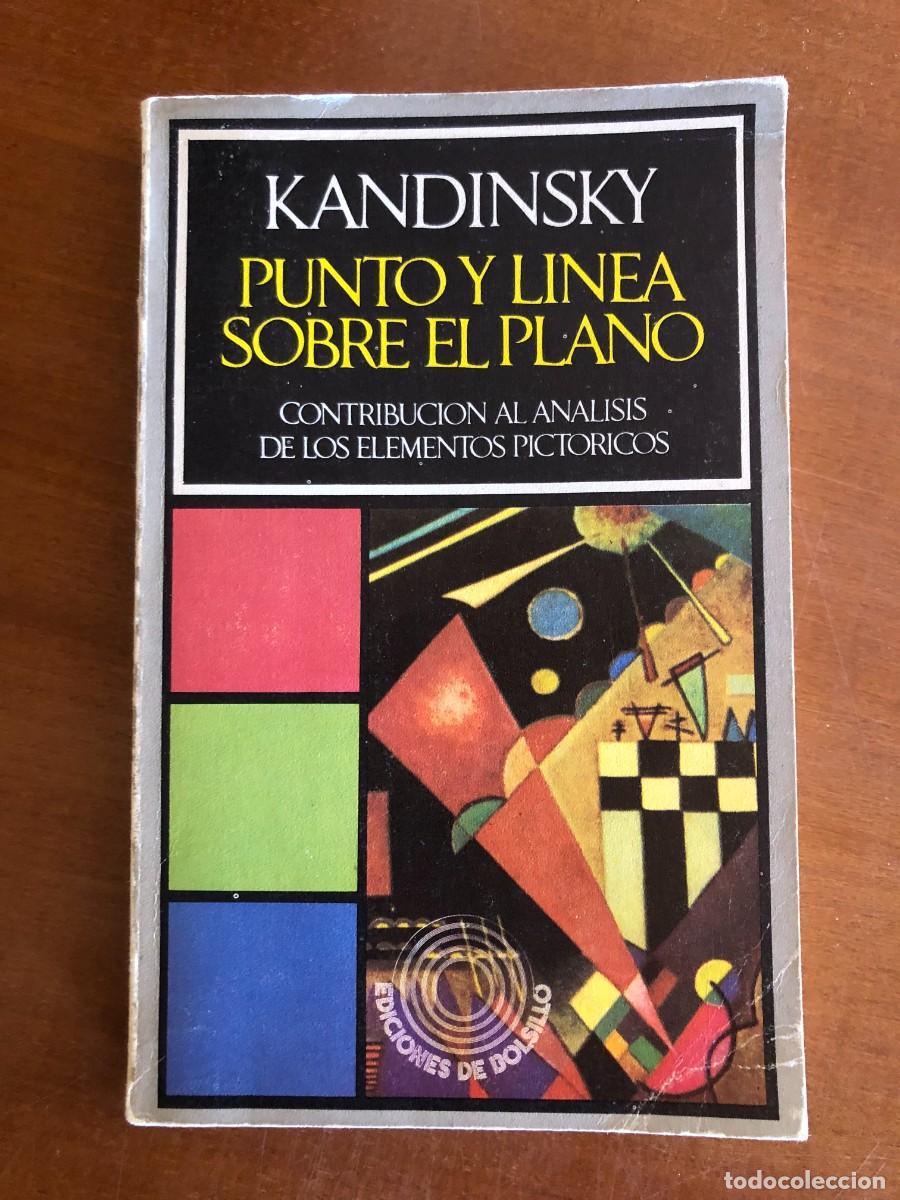 KANDINSKY
PUNTO Y LINEA
SOBRE EL PLANO
CONTRIBUCION AL ANALISIS
DE LOS ELEMENTOS PICTORICOS
EDICIONES DE BOLSILLO
todocoleccion